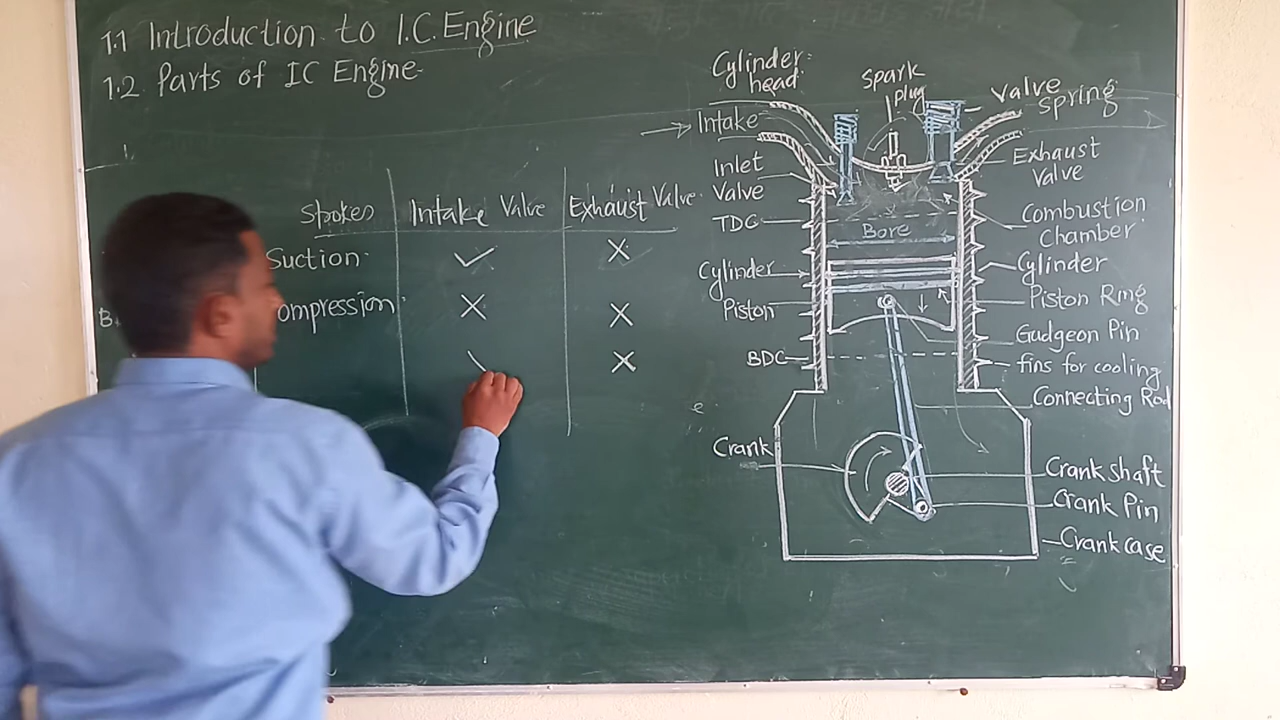 1.1 Introduction to I.C. Engine
1.2 Parts of IC Engine
Strokes Intake Valve Exhaust Valve
Suction ✓ X
ompression X X
X
Cylinder head
Spark plug
Valve spring
Intake
Inlet Valve
Exhaust Valve
TDC
Bore
Combustion Chamber
Cylinder
Cylinder
Piston
Piston Ring
Gudgeon Pin
BDC
fins for cooling
Connecting Rod
Crank
Crank shaft
Crank Pin
Crank case